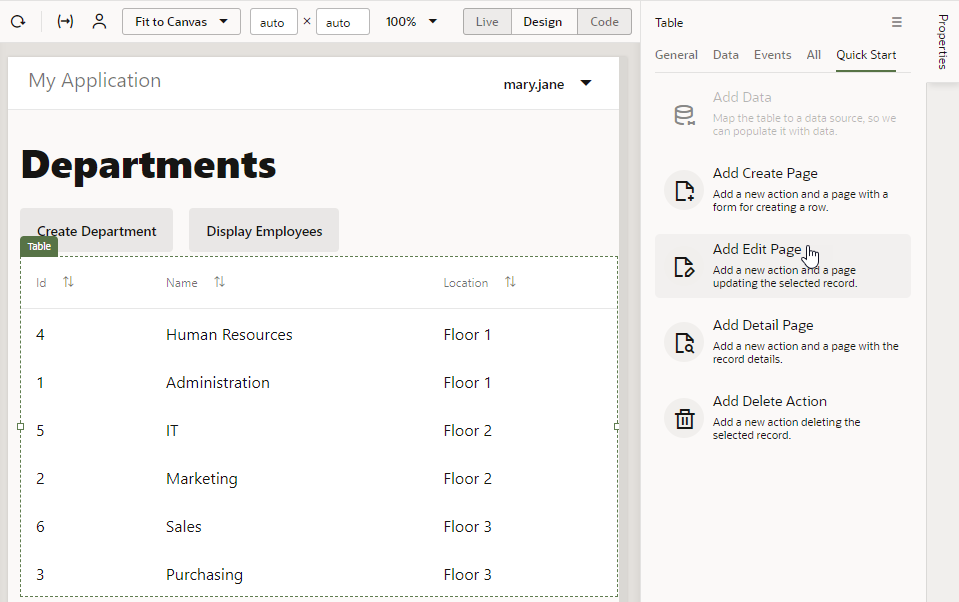 Fit to Canvas auto × auto 100% Live Design Code
Table
Properties
General Data Events All Quick Start
My Application
mary.jane
Departments
Create Department Display Employees
Table
Id Name Location
4 Human Resources Floor 1
1 Administration Floor 1
5 IT Floor 2
2 Marketing Floor 2
6 Sales Floor 3
3 Purchasing Floor 3
Add Data
Map the table to a data source, so we
can populate it with data.
Add Create Page
Add a new action and a page with a
form for creating a row.
Add Edit Page
Add a new action and a page
updating the selected record.
Add Detail Page
Add a new action and a page with the
record details.
Add Delete Action
Add a new action deleting the
selected record.